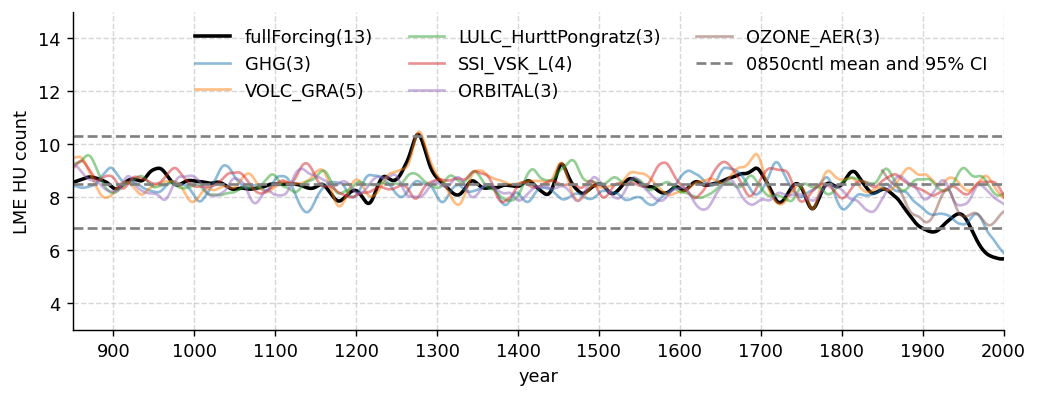 14
12
10
8
6
4
LME HU count
fullForcing(13)
GHG(3)
VOLC_GRA(5)
LULC_HurttPongratz(3)
SSI_VSK_L(4)
ORBITAL(3)
OZONE_AER(3)
0850cntl mean and 95% CI
900 1000 1100 1200 1300 1400 1500 1600 1700 1800 1900 2000
year